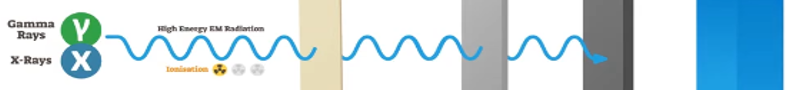 Gamma
Rays
γ
X-Rays
X
High Energy EM Radiation
Ionisation